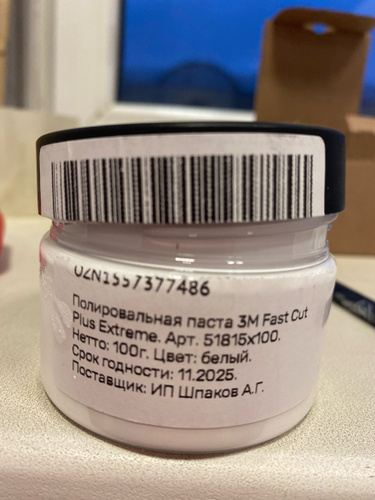 OZN1557377486
Полировальная паста 3M Fast Cut
Plus Extreme. Арт. 51815х100.
Нетто: 100г. Цвет: белый.
Срок годности: 11.2025.
Поставщик: ИП Шпаков А.Г.